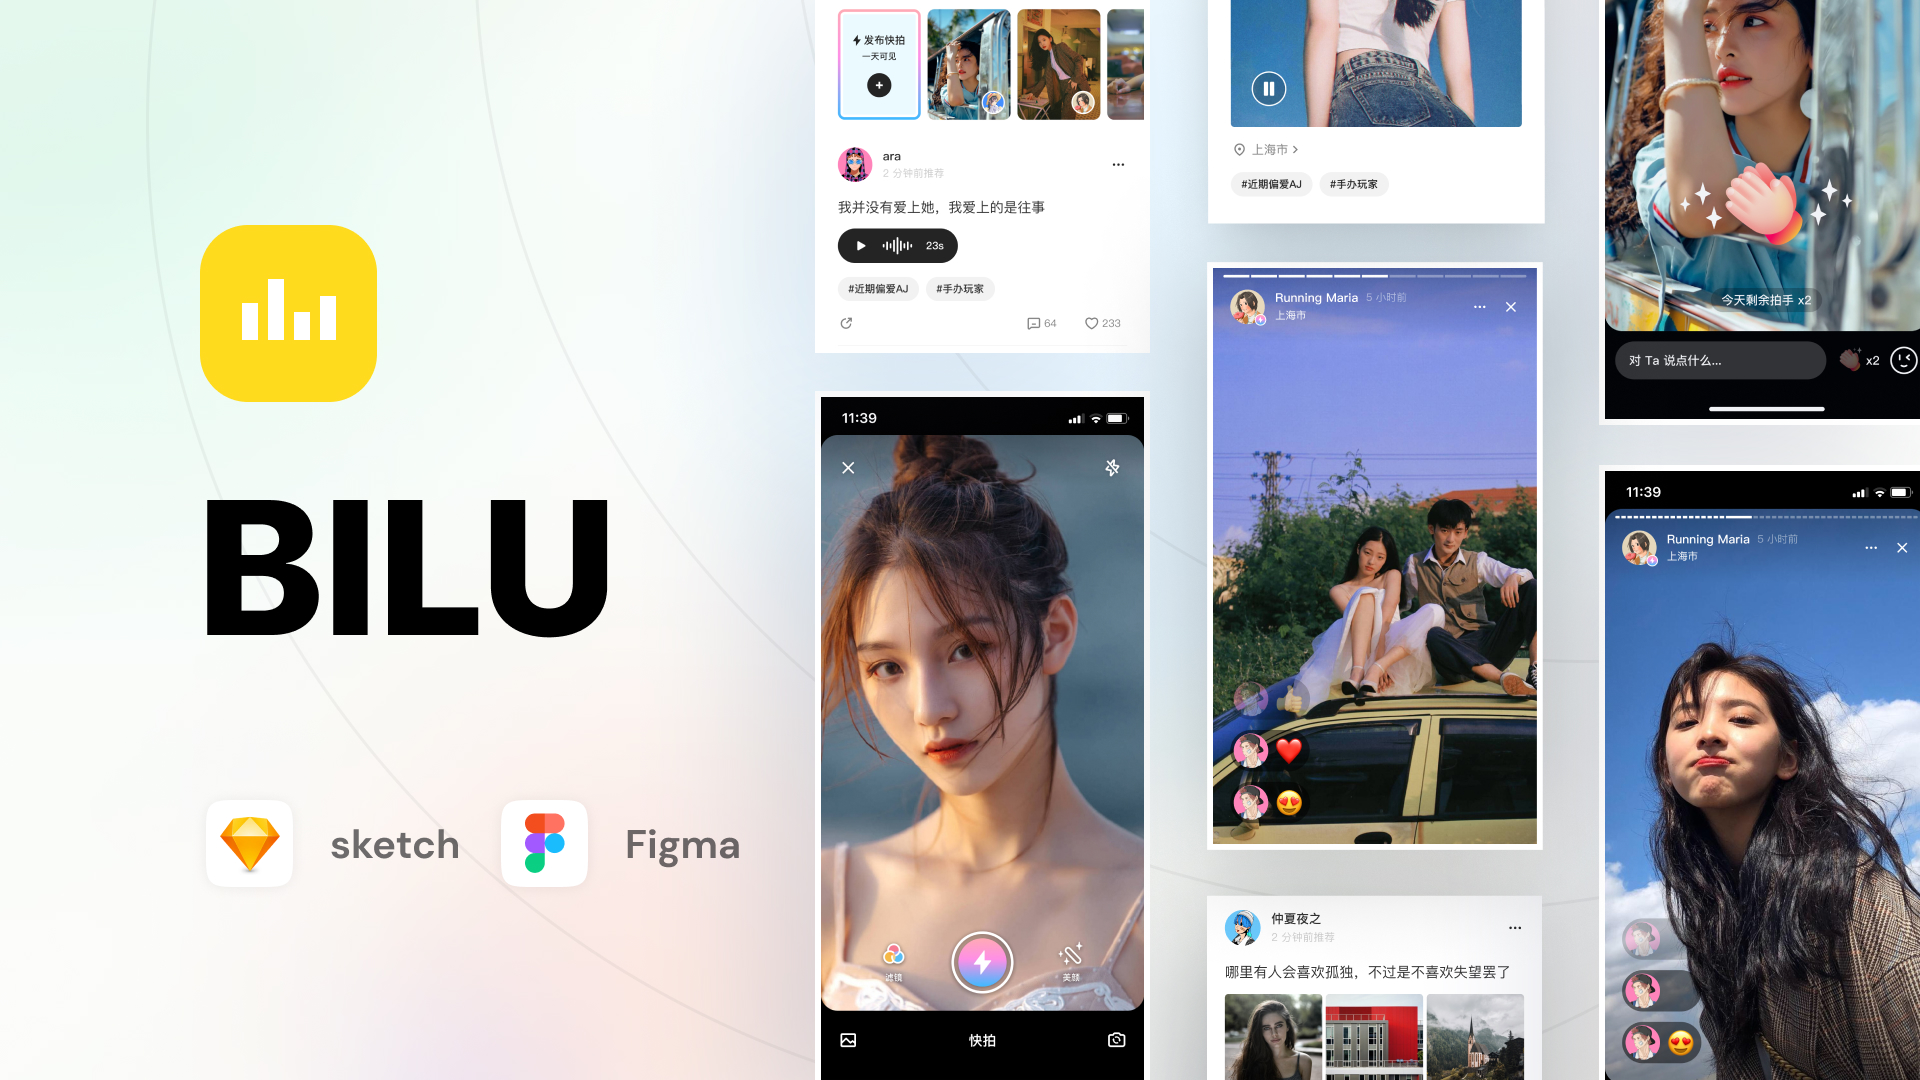 BILU
sketch
Figma
发布快拍
一天可见
ara
2 分钟前推荐
我并没有爱上她，我爱上的是往事
23s
#近期偏爱AJ
#手办玩家
64
233
11:39
滤镜
美颜
快拍
上海市
#近期偏爱AJ
#手办玩家
Running Maria 5 小时前
上海市
仲夏夜之
2 分钟前推荐
哪里有人会喜欢孤独，不过是不喜欢失望罢了
今天剩余拍手 x2
对 Ta 说点什么...
x2
11:39
Running Maria 5 小时前
上海市